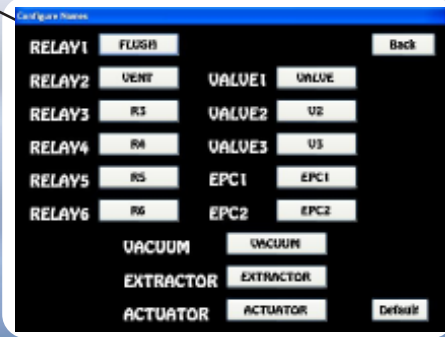 Configure Names
RELAY1 FLUSH Back
RELAY2 VENT VALVE1 VALVE
RELAY3 R3 VALVE2 V2
RELAY4 R4 VALVE3 V3
RELAY5 R5 EPC1 EPC1
RELAY6 R6 EPC2 EPC2
VACUUM VACUUM
EXTRACTOR EXTRACTOR
ACTUATOR ACTUATOR Default